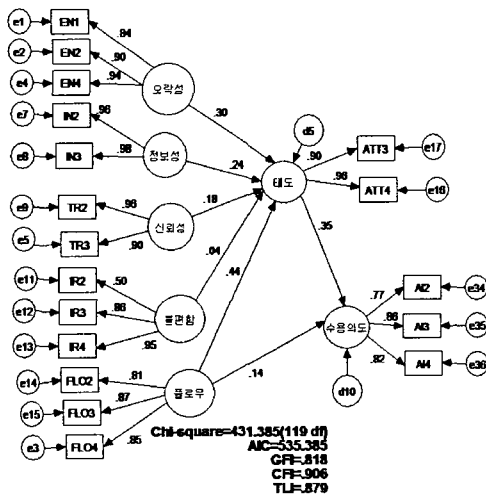 e1 EN1
.84
e2 EN2
.90
e4 EN4
.94
오락성
e7 IN2
.96
e8 IN3
.98
정보성
.30
.24
d5
.90 ATT3 e17
태도
.96 ATT4 e16
e9 TR2
.96
신뢰성
.18
e5 TR3
.90
.04
.44
.35
e11 IR2
.50
e12 IR3
.86
불편함
e13 IR4
.95
.77 AI2 e34
수용의도
.86 AI3 e35
.82 AI4 e36
e14 FLO2
.81
플로우
.14
e15 FLO3
.87
d10
e3 FLO4
.85
Chi-square=431.385(119 df)
AIC=535.385
GFI=.818
CFI=.906
TLI=.879